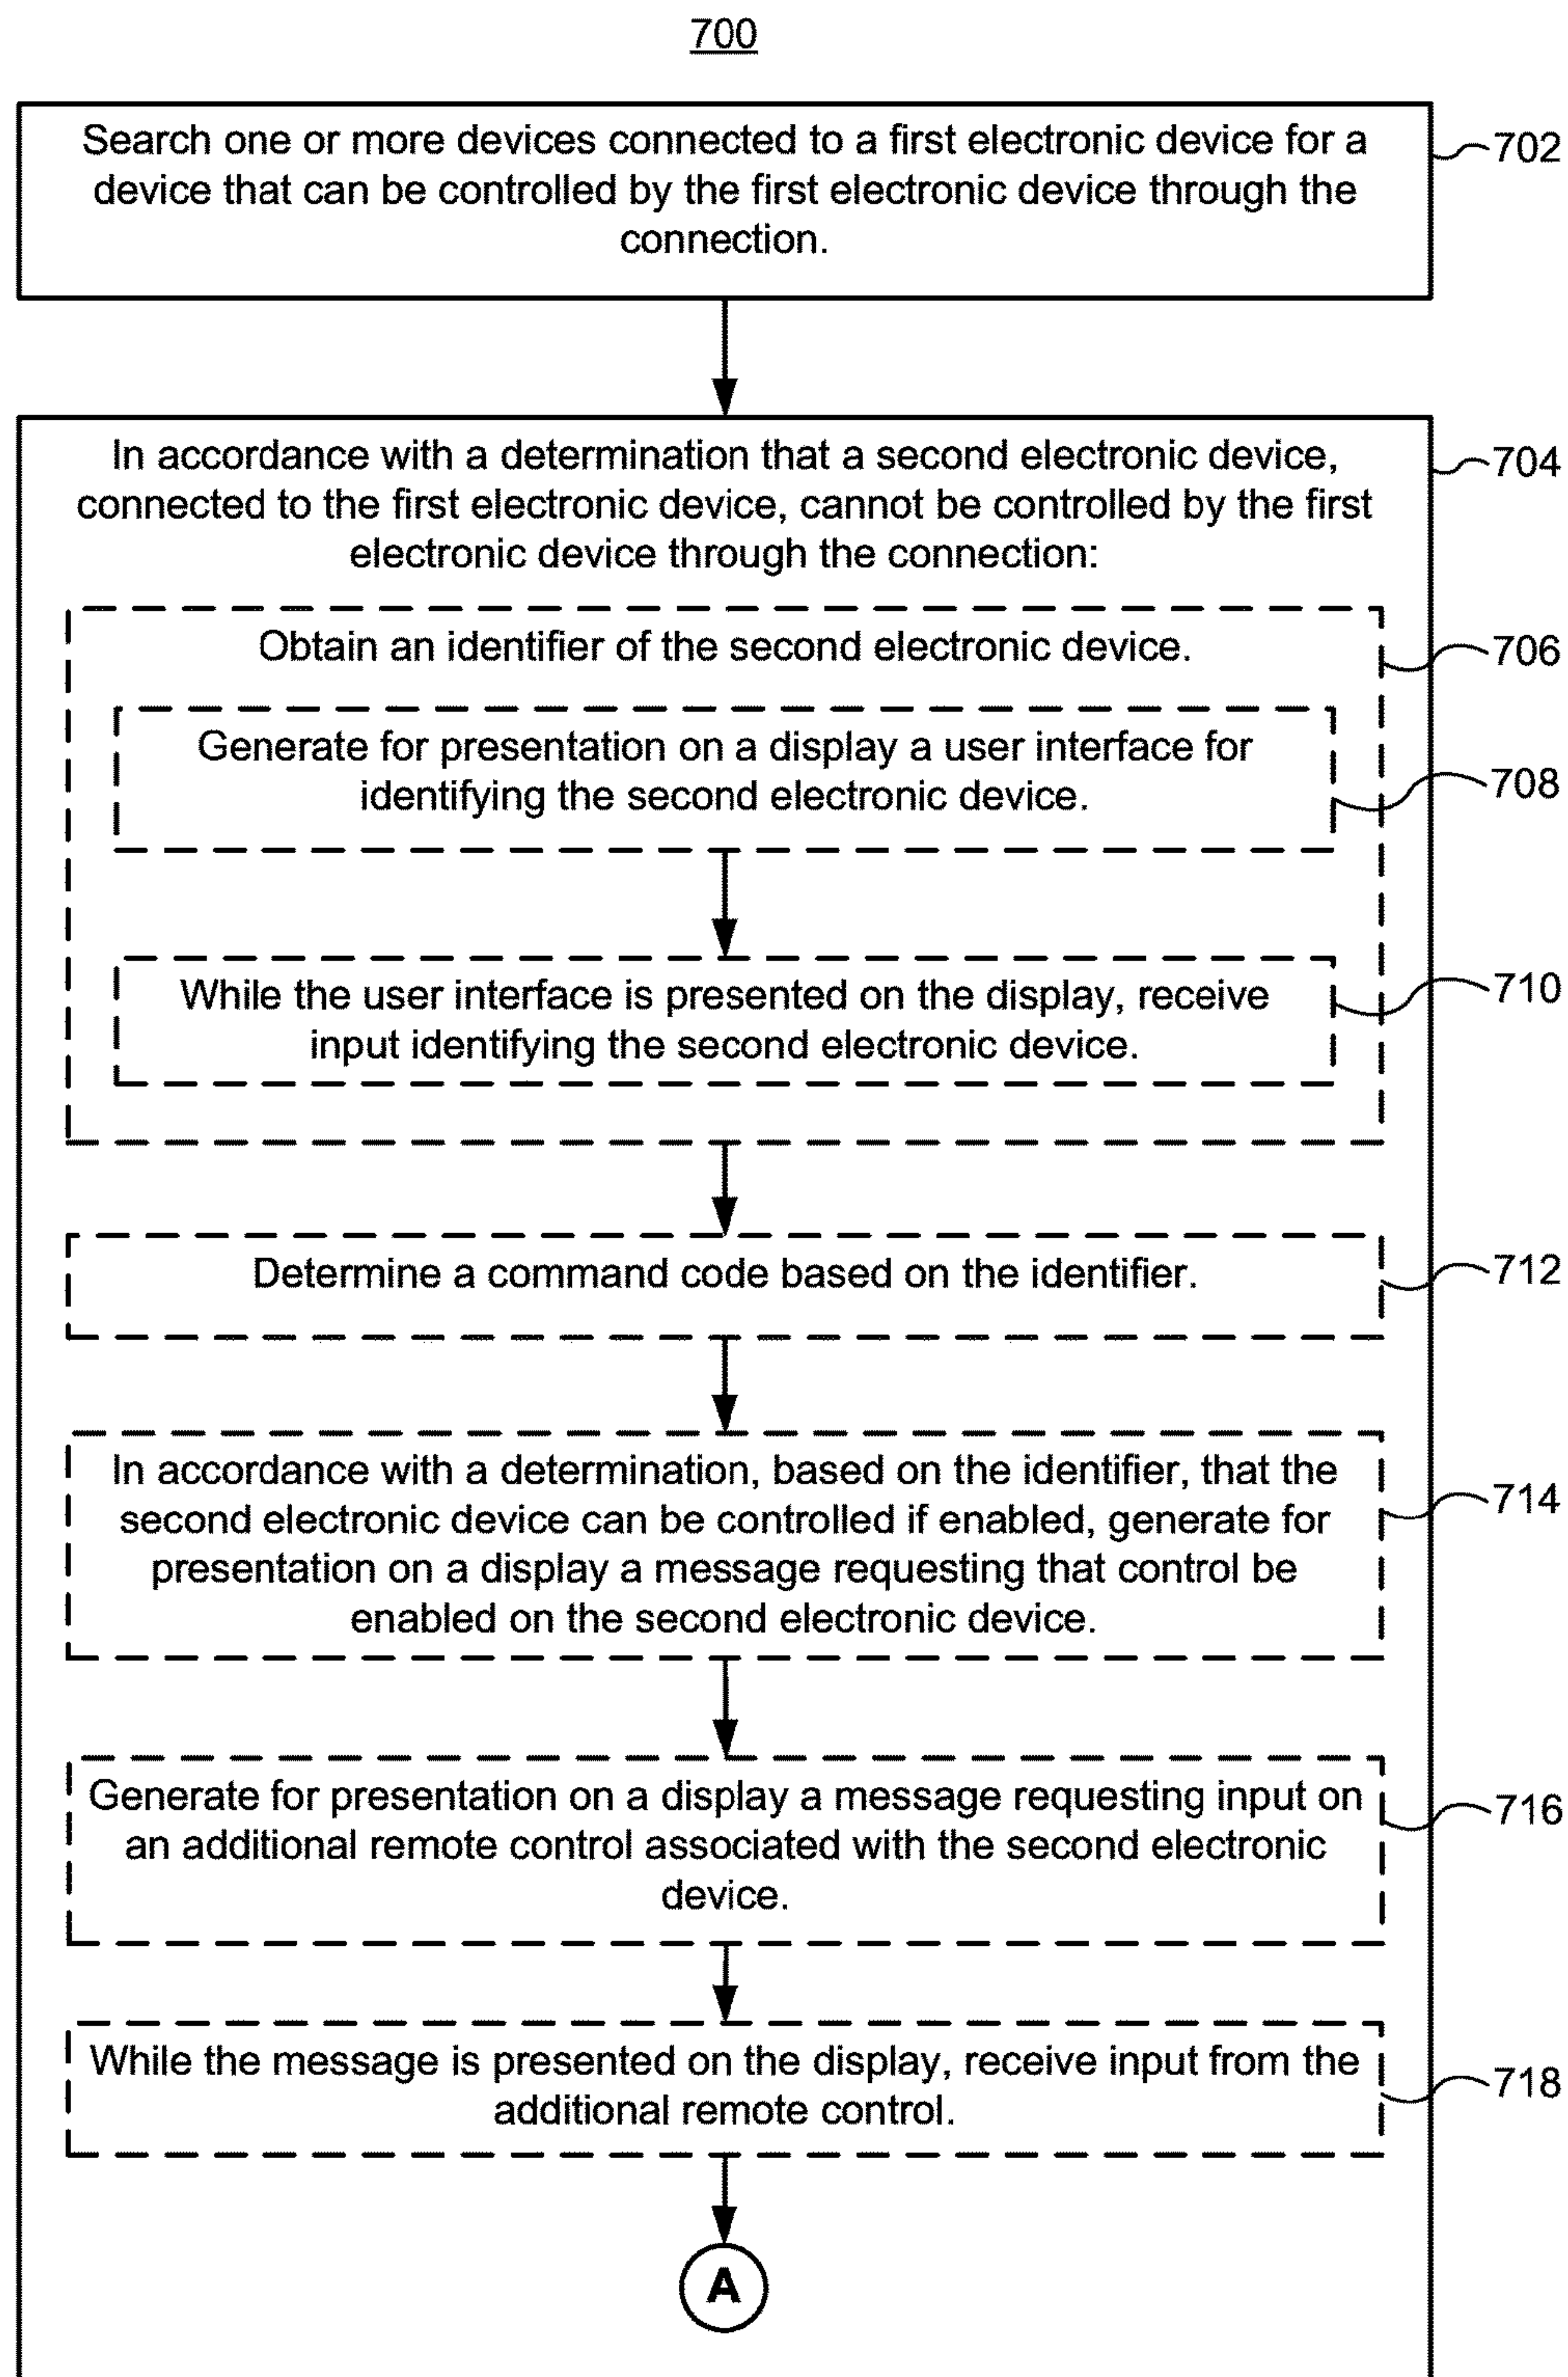 700
Search one or more devices connected to a first electronic device for a
device that can be controlled by the first electronic device through the
connection.
702
In accordance with a determination that a second electronic device,
connected to the first electronic device, cannot be controlled by the first
electronic device through the connection:
704
Obtain an identifier of the second electronic device.
706
Generate for presentation on a display a user interface for
identifying the second electronic device.
708
While the user interface is presented on the display, receive
input identifying the second electronic device.
710
Determine a command code based on the identifier.
712
In accordance with a determination, based on the identifier, that the
second electronic device can be controlled if enabled, generate for
presentation on a display a message requesting that control be
enabled on the second electronic device.
714
Generate for presentation on a display a message requesting input on
an additional remote control associated with the second electronic
device.
716
While the message is presented on the display, receive input from the
additional remote control.
718
A